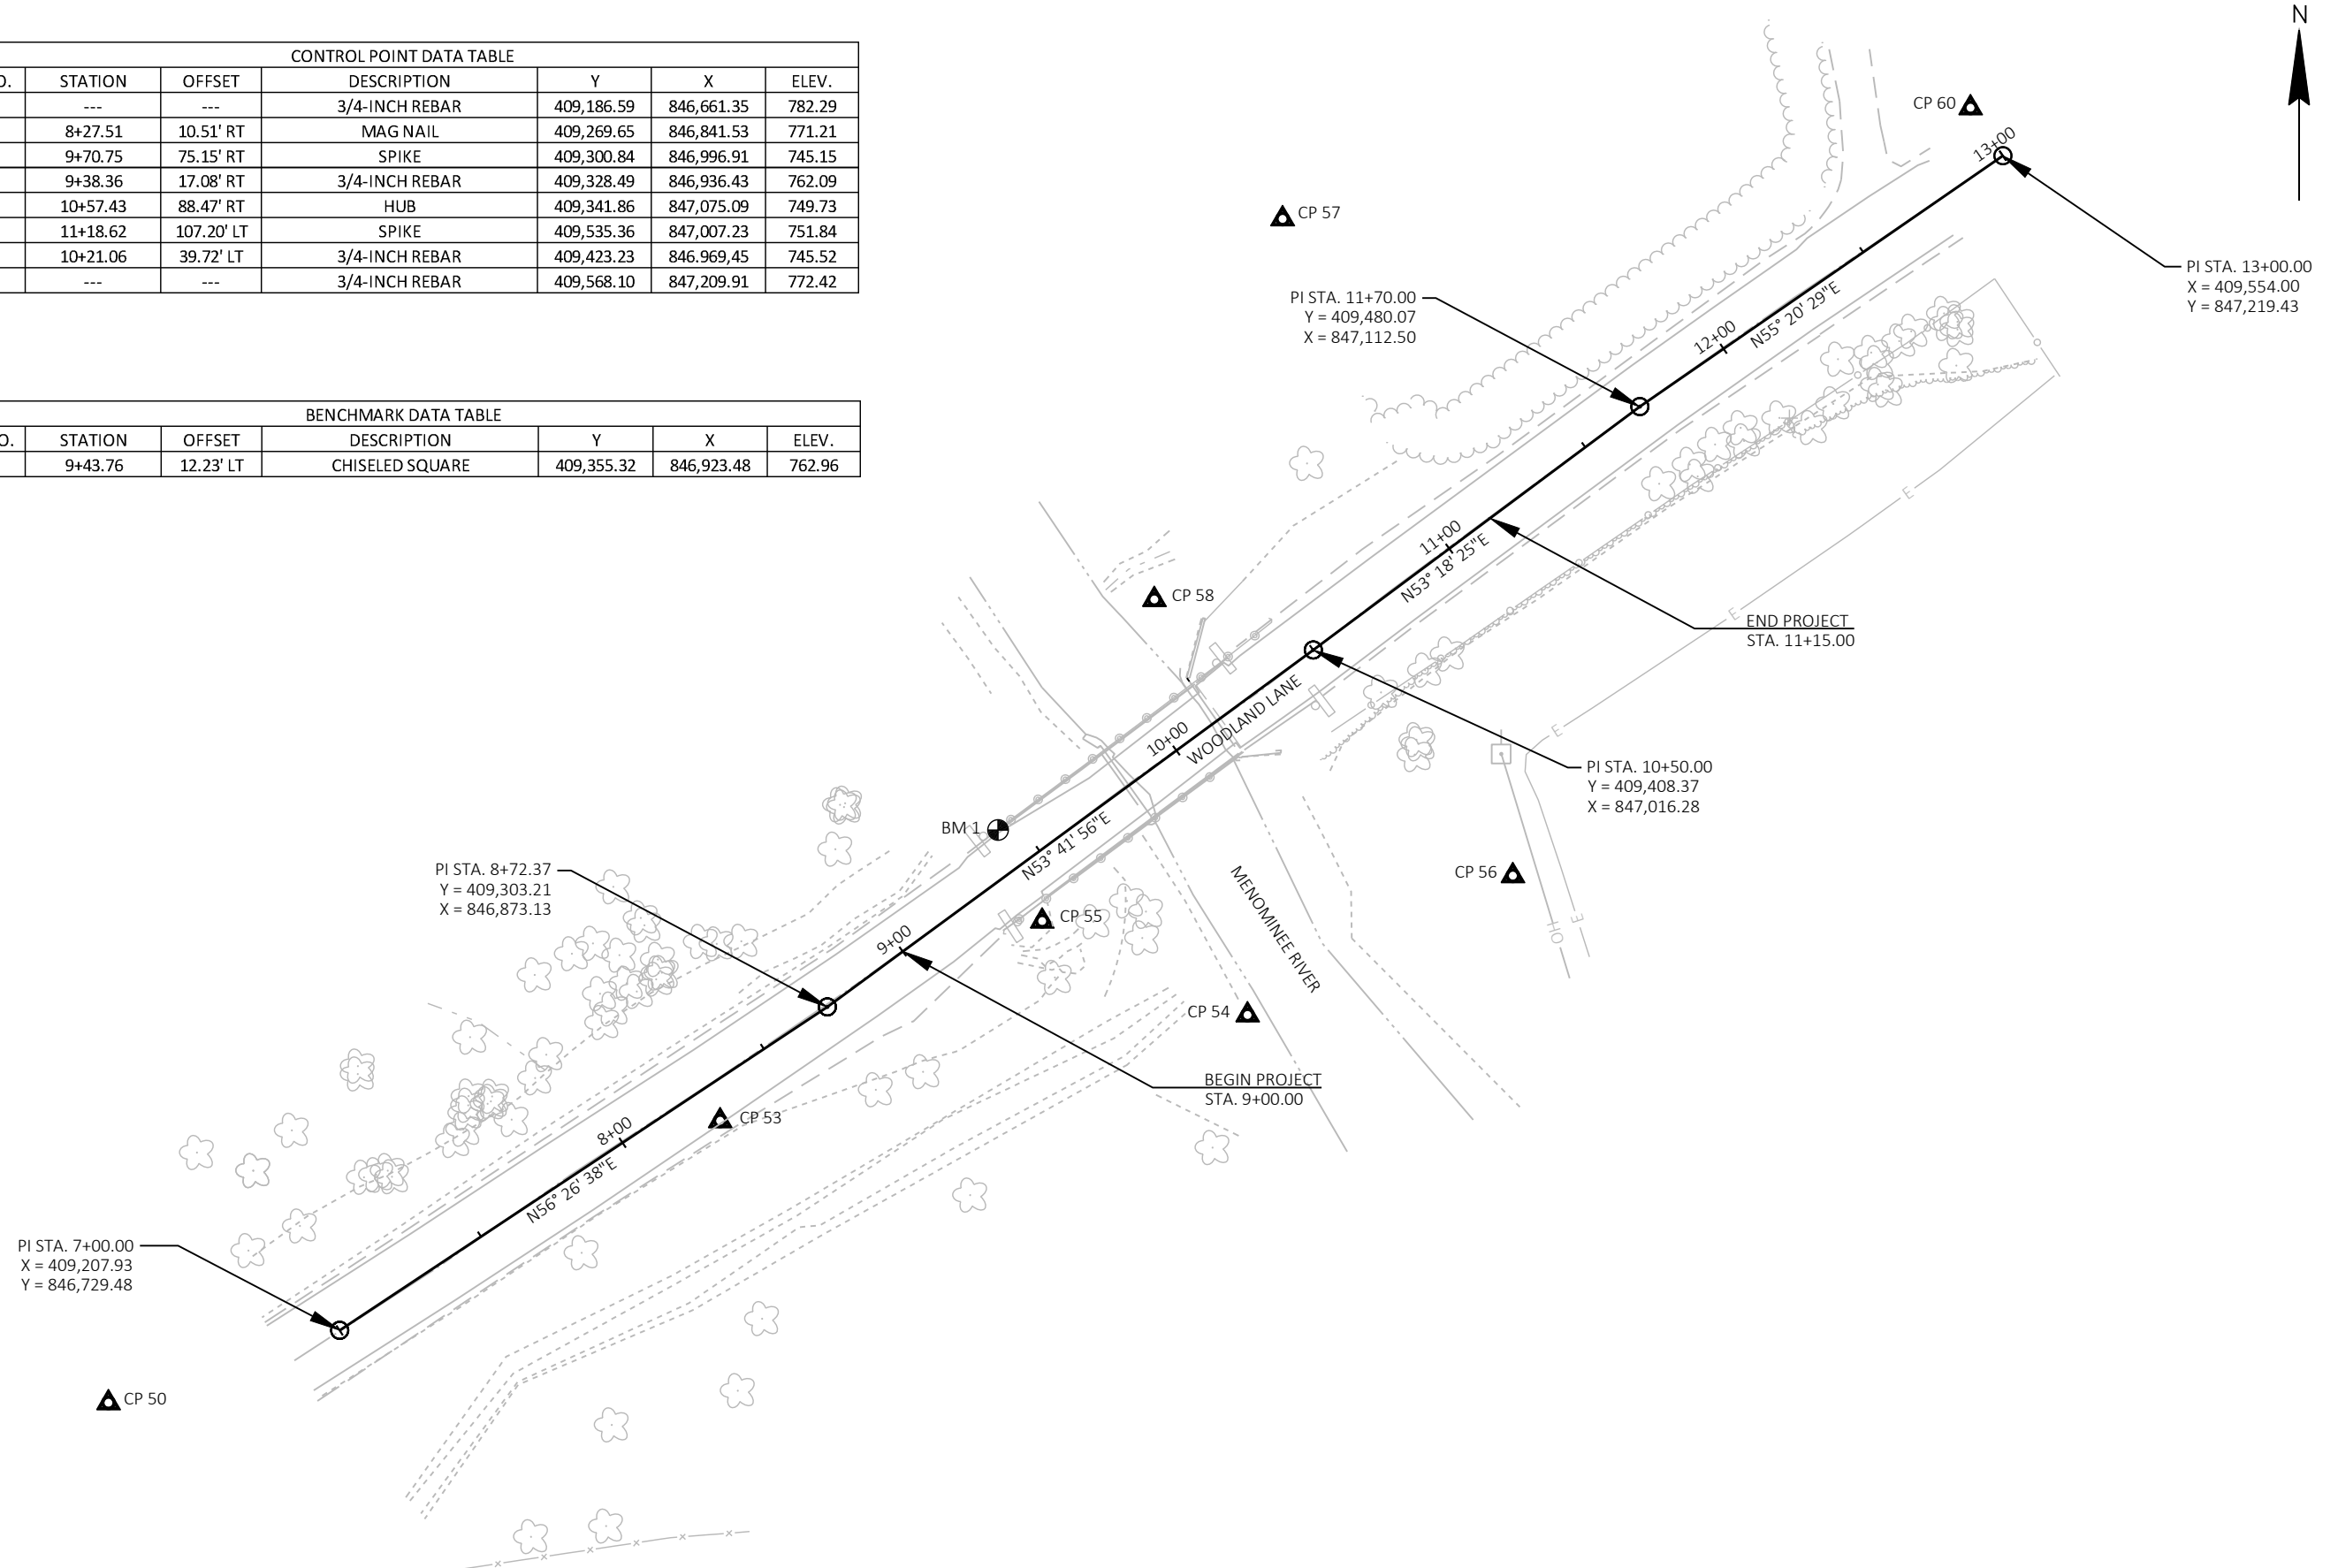 N
CONTROL POINT DATA TABLE
O. STATION OFFSET DESCRIPTION Y X ELEV.
--- --- 3/4-INCH REBAR 409,186.59 846,661.35 782.29
8+27.51 10.51' RT MAG NAIL 409,269.65 846,841.53 771.21
9+70.75 75.15' RT SPIKE 409,300.84 846,996.91 745.15
9+38.36 17.08' RT 3/4-INCH REBAR 409,328.49 846,936.43 762.09
10+57.43 88.47' RT HUB 409,341.86 847,075.09 749.73
11+18.62 107.20' LT SPIKE 409,535.36 847,007.23 751.84
10+21.06 39.72' LT 3/4-INCH REBAR 409,423.23 846.969,45 745.52
--- --- 3/4-INCH REBAR 409,568.10 847,209.91 772.42
BENCHMARK DATA TABLE
O. STATION OFFSET DESCRIPTION Y X ELEV.
9+43.76 12.23' LT CHISELED SQUARE 409,355.32 846,923.48 762.96
CP 60
13+00
CP 57
PI STA. 13+00.00
X = 409,554.00
Y = 847,219.43
PI STA. 11+70.00
Y = 409,480.07
X = 847,112.50
N55° 20' 29"E
12+00
E
11+00
N53° 18' 25"E
CP 58
E
END PROJECT
STA. 11+15.00
WOODLAND LANE
10+00
E
PI STA. 10+50.00
Y = 409,408.37
X = 847,016.28
BM 1
N53° 41' 56"E
PI STA. 8+72.37
Y = 409,303.21
X = 846,873.13
CP 56
MENOMINEE RIVER
CP 55
E
OH
9+00
CP 54
BEGIN PROJECT
STA. 9+00.00
CP 53
8+00
N56° 26' 38"E
PI STA. 7+00.00
X = 409,207.93
Y = 846,729.48
CP 50